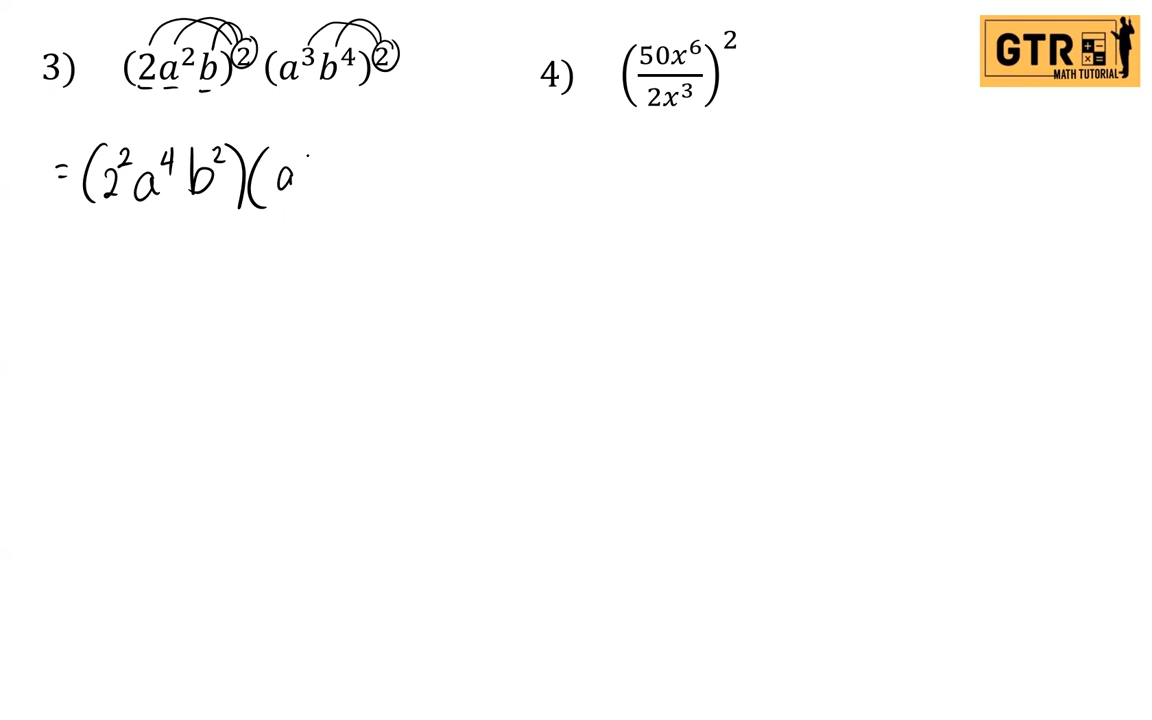 3) (2a²b)² (a³b⁴)²
= (2²a⁴b²)(a
4) (50x⁶/2x³)²
GTR
MATH TUTORIAL